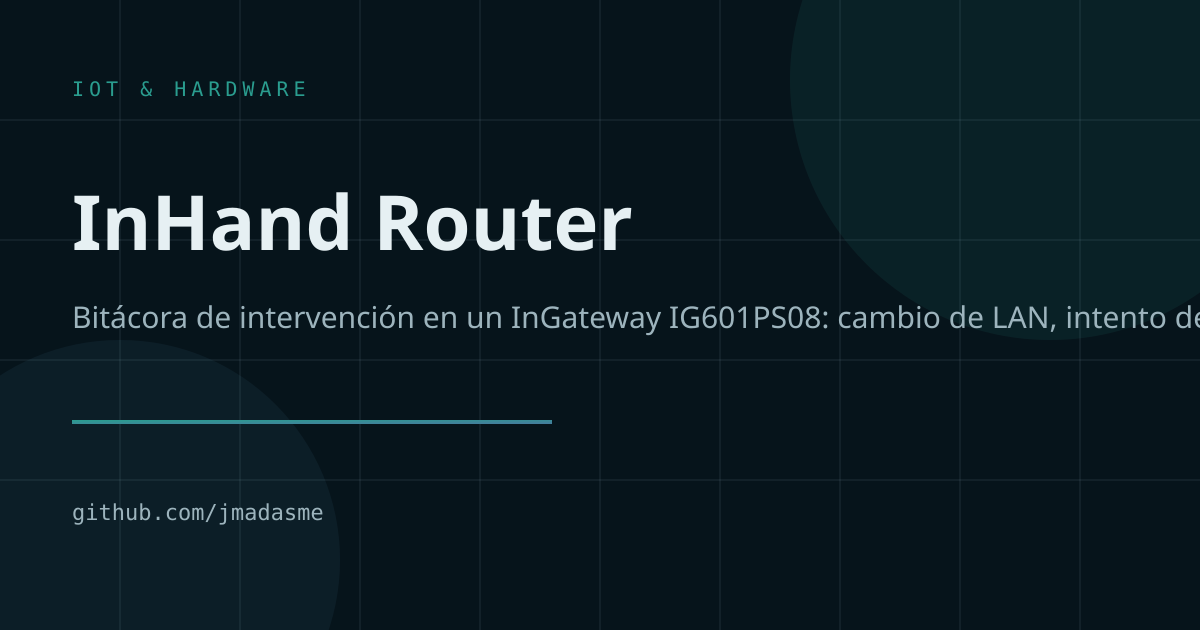 IOT & HARDWARE
InHand Router
Bitácora de intervención en un InGateway IG601PS08: cambio de LAN, intento de
github.com/jmadasme